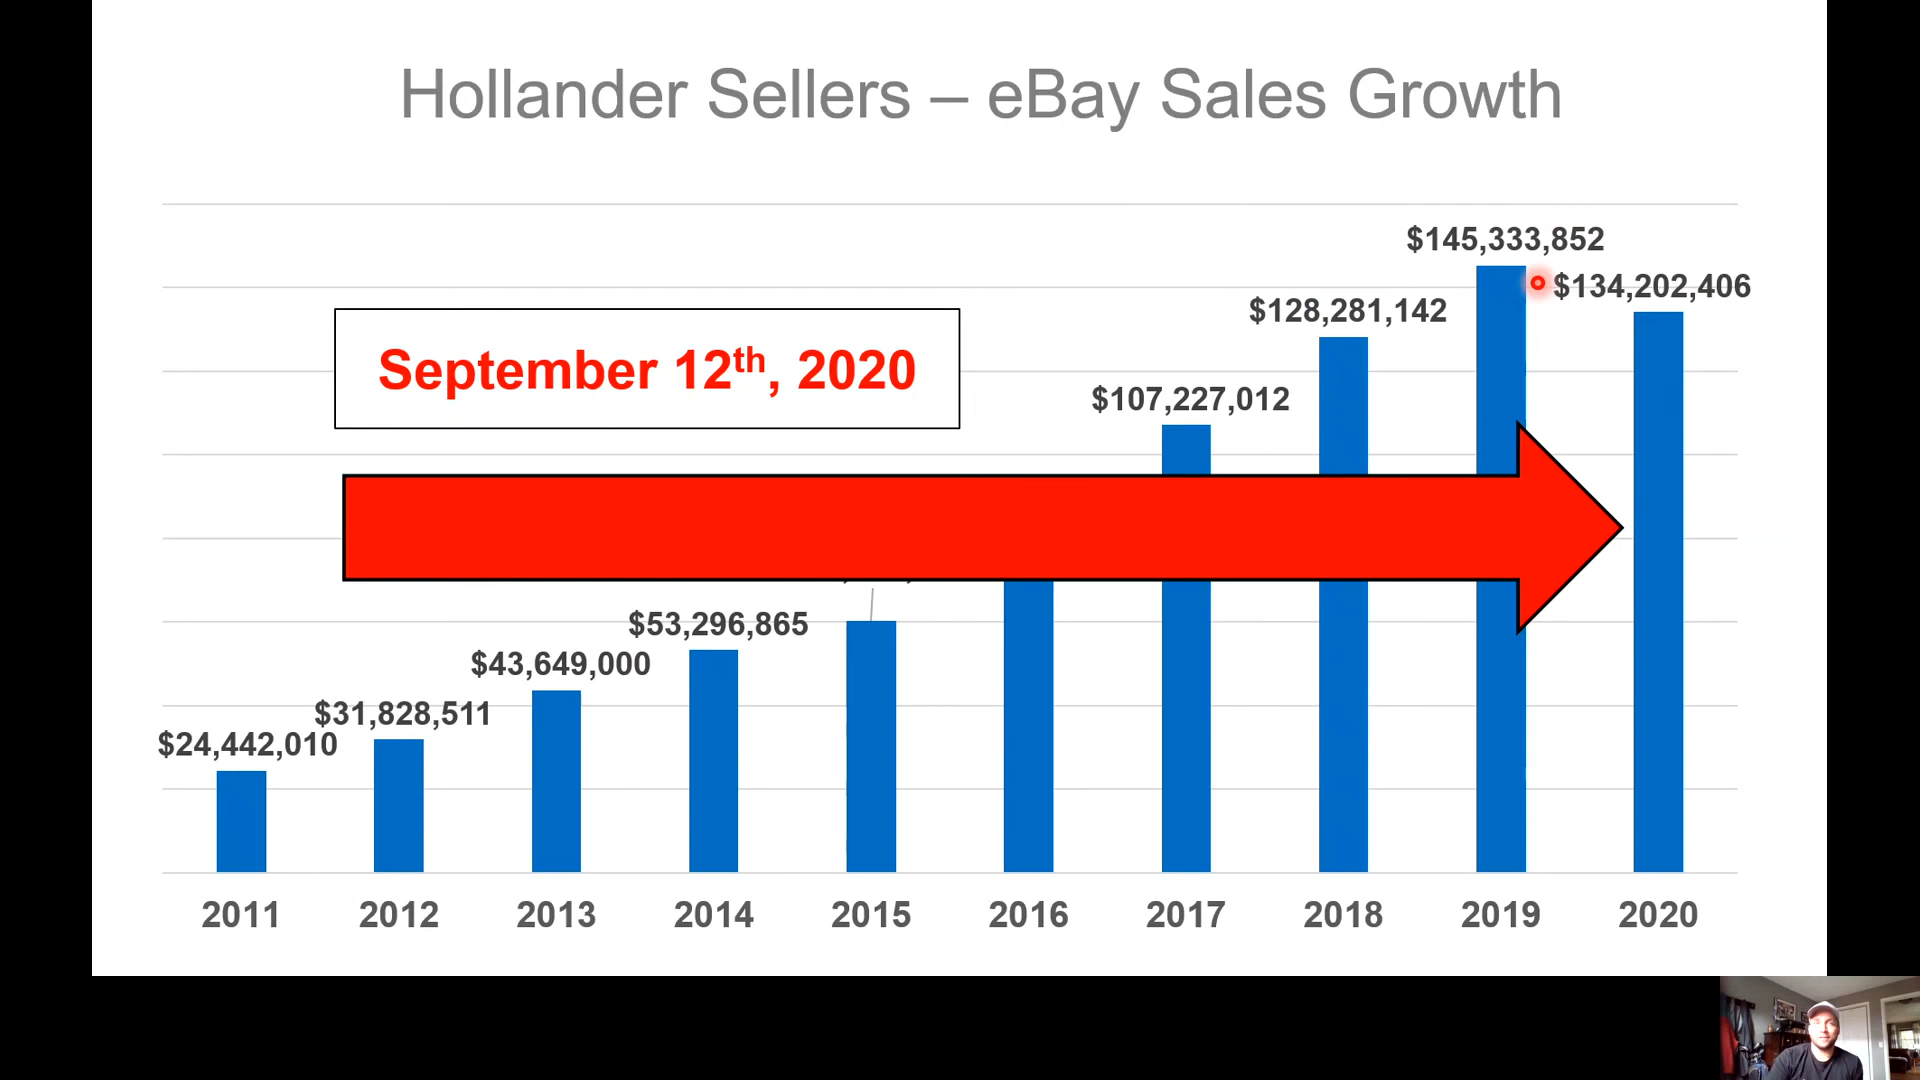 Hollander Sellers – eBay Sales Growth
$145,333,852
$134,202,406
$128,281,142
September 12th, 2020
$107,227,012
$53,296,865
$43,649,000
$31,828,511
$24,442,010
2011 2012 2013 2014 2015 2016 2017 2018 2019 2020